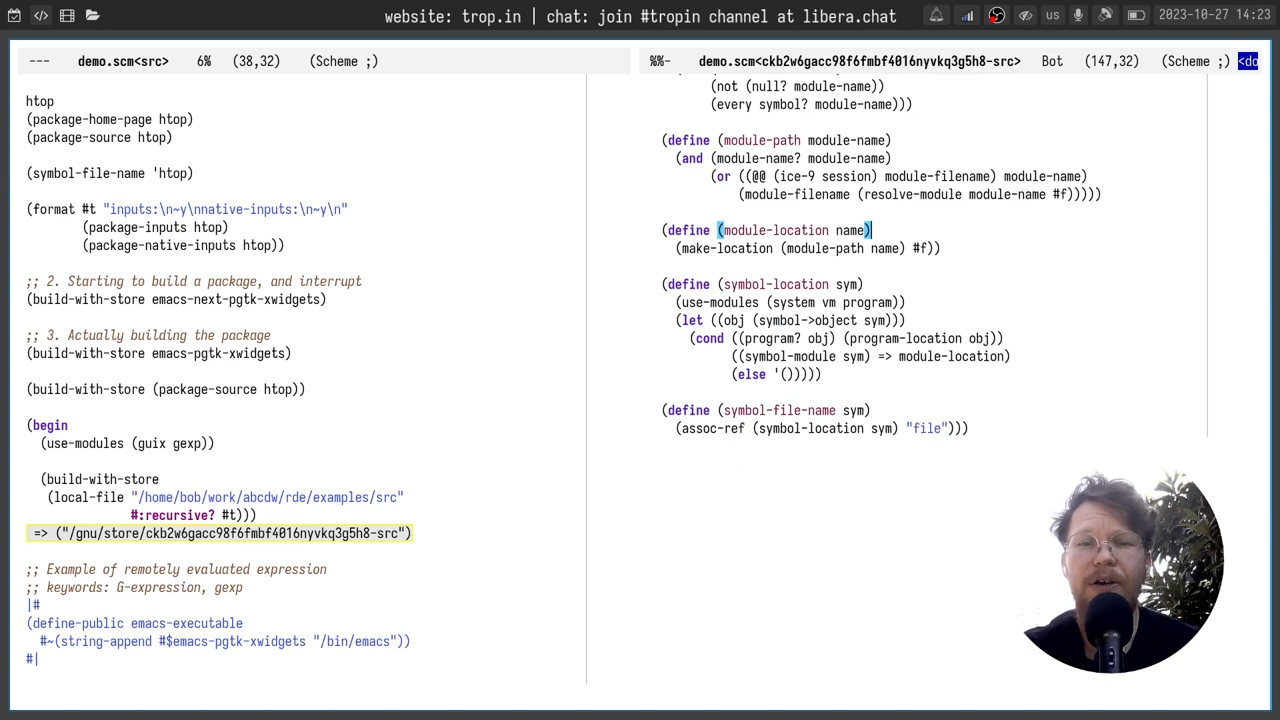 website: trop.in | chat: join #tropin channel at libera.chat
us
2023-10-27 14:23
--- demo.scm<src> 6% (38,32) (Scheme ;)
htop
(package-home-page htop)
(package-source htop)
(symbol-file-name 'htop)
(format #t "inputs:\n~y\nnative-inputs:\n~y\n"
(package-inputs htop)
(package-native-inputs htop))
;; 2. Starting to build a package, and interrupt
(build-with-store emacs-next-pgtk-xwidgets)
;; 3. Actually building the package
(build-with-store emacs-pgtk-xwidgets)
(build-with-store (package-source htop))
(begin
(use-modules (guix gexp))
(build-with-store
(local-file "/home/bob/work/abcdw/rde/examples/src"
#:recursive? #t)))
=> ("/gnu/store/ckb2w6gacc98f6fmbf4016nyvkq3g5h8-src")
;; Example of remotely evaluated expression
;; keywords: G-expression, gexp
|#
(define-public emacs-executable
#~(string-append #$emacs-pgtk-xwidgets "/bin/emacs"))
#|
%%- demo.scm<ckb2w6gacc98f6fmbf4016nyvkq3g5h8-src> Bot (147,32) (Scheme ;) <do
(not (null? module-name))
(every symbol? module-name)))
(define (module-path module-name)
(and (module-name? module-name)
(or ((@@ (ice-9 session) module-filename) module-name)
(module-filename (resolve-module module-name #f)))))
(define (module-location name)
(make-location (module-path name) #f))
(define (symbol-location sym)
(use-modules (system vm program))
(let ((obj (symbol->object sym)))
(cond ((program? obj) (program-location obj))
((symbol-module sym) => module-location)
(else '()))))
(define (symbol-file-name sym)
(assoc-ref (symbol-location sym) "file")))